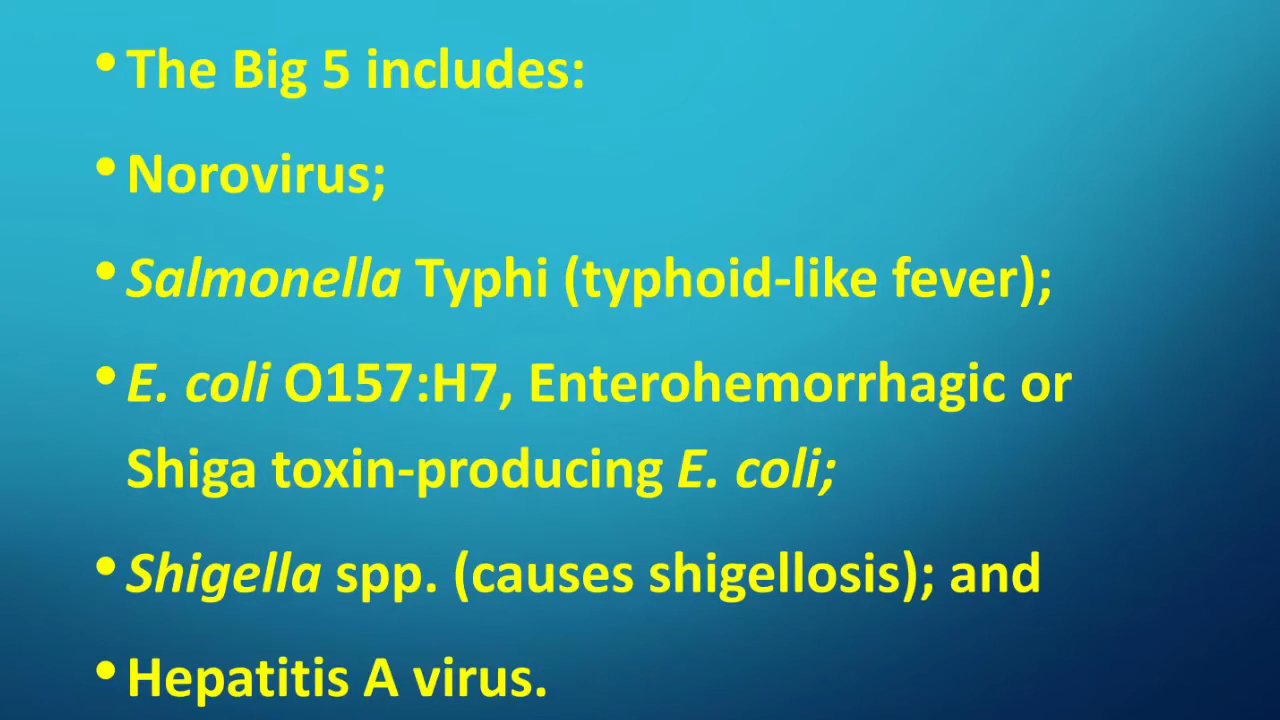 • The Big 5 includes:
• Norovirus;
• Salmonella Typhi (typhoid-like fever);
• E. coli O157:H7, Enterohemorrhagic or
Shiga toxin-producing E. coli;
• Shigella spp. (causes shigellosis); and
• Hepatitis A virus.